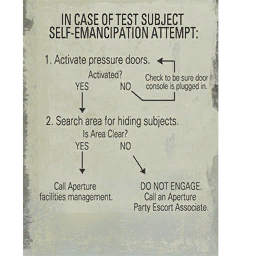 IN CASE OF TEST SUBJECT
SELF-EMANCIPATION ATTEMPT:
1. Activate pressure doors.
Activated?
Check to be sure door
console is plugged in.
YES NO
2. Search area for hiding subjects.
Is Area Clear?
YES NO
Call Aperture
facilities management.
DO NOT ENGAGE.
Call an Aperture
Party Escort Associate.